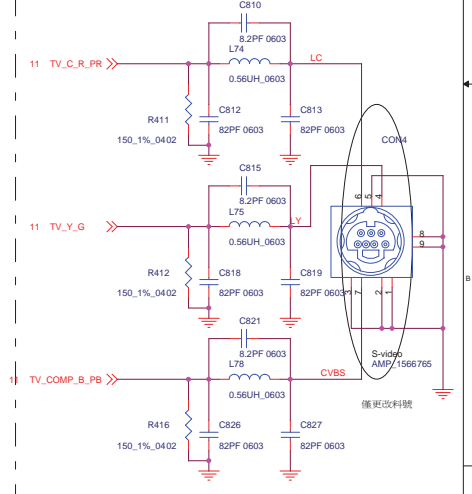 C810
8.2PF 0603
L74
11 TV_C_R_PR
LC
0.56UH_0603
C812
C813
R411
82PF 0603
82PF 0603
150_1%_0402
CON4
C815
8.2PF 0603
L75
6
5
4
11 TV_Y_G
LY
0.56UH_0603
8
9
R412
C818
C819
150_1%_0402
82PF 0603
82PF 0603
3
7
2
1
B
C821
8.2PF 0603
L78
S-video
AMP_1566765
11 TV_COMP_B_PB
CVBS
0.56UH_0603
僅更改料號
R416
C826
C827
150_1%_0402
82PF 0603
82PF 0603